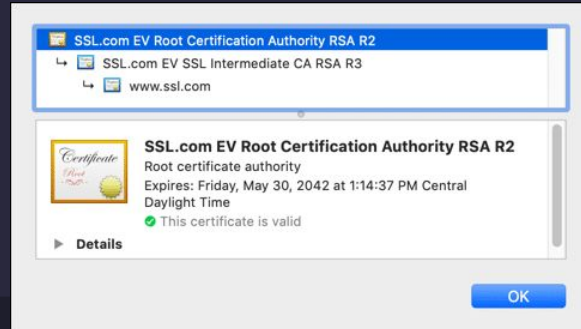 SSL.com EV Root Certification Authority RSA R2
SSL.com EV SSL Intermediate CA RSA R3
www.ssl.com
Certificate
Root
SSL.com EV Root Certification Authority RSA R2
Root certificate authority
Expires: Friday, May 30, 2042 at 1:14:37 PM Central
Daylight Time
This certificate is valid
Details
OK